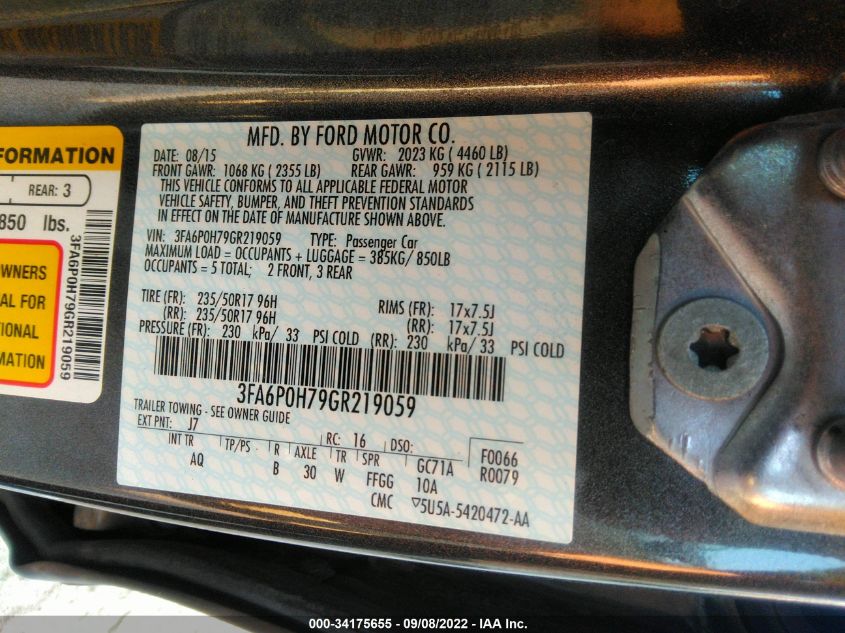 FORMATION
REAR: 3
850 lbs.
WNERS
AL FOR
TIONAL
MATION
3FA6P0H79GR219059
MFD. BY FORD MOTOR CO.
DATE: 08/15 GVWR: 2023 KG ( 4460 LB)
FRONT GAWR: 1068 KG ( 2355 LB) REAR GAWR: 959 KG ( 2115 LB)
THIS VEHICLE CONFORMS TO ALL APPLICABLE FEDERAL MOTOR
VEHICLE SAFETY, BUMPER, AND THEFT PREVENTION STANDARDS
IN EFFECT ON THE DATE OF MANUFACTURE SHOWN ABOVE.
VIN: 3FA6P0H79GR219059 TYPE: Passenger Car
MAXIMUM LOAD = OCCUPANTS + LUGGAGE = 385KG/ 850LB
OCCUPANTS = 5 TOTAL; 2 FRONT, 3 REAR
TIRE (FR): 235/50R17 96H RIMS (FR): 17x7.5J
(RR): 235/50R17 96H (RR): 17x7.5J
PRESSURE (FR): 230 kPa/ 33 PSI COLD (RR): 230 kPa/ 33 PSI COLD
3FA6P0H79GR219059
TRAILER TOWING - SEE OWNER GUIDE
EXT PNT: J7 RC: 16 DSO: F0066
INT TR TP/PS R AXLE TR SPR GC71A R0079
AQ B 30 W FFGG 10A
CMC ▽5U5A-5420472-AA
000-34175655 - 09/08/2022 - IAA Inc.